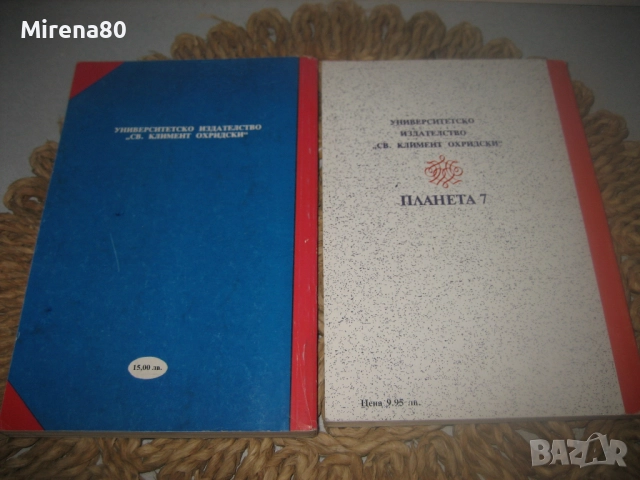 Mirena80
УНИВЕРСИТЕТСКО ИЗДАТЕЛСТВО
„СВ. КЛИМЕНТ ОХРИДСКИ“
15,00 лв.
УНИВЕРСИТЕТСКО
ИЗДАТЕЛСТВО
„СВ. КЛИМЕНТ ОХРИДСКИ“
ПЛАНЕТА 7
Цена 9.95 лв.
BAZAR